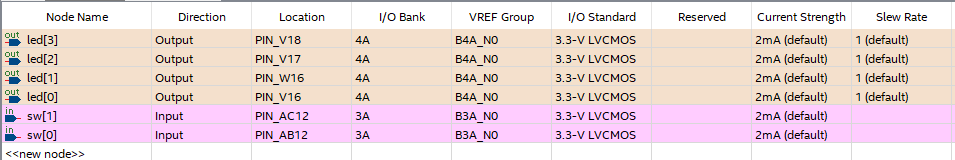 Node Name Direction Location I/O Bank VREF Group I/O Standard Reserved Current Strength Slew Rate
out led[3] Output PIN_V18 4A B4A_N0 3.3-V LVCMOS 2mA (default) 1 (default)
out led[2] Output PIN_V17 4A B4A_N0 3.3-V LVCMOS 2mA (default) 1 (default)
out led[1] Output PIN_W16 4A B4A_N0 3.3-V LVCMOS 2mA (default) 1 (default)
out led[0] Output PIN_V16 4A B4A_N0 3.3-V LVCMOS 2mA (default) 1 (default)
in sw[1] Input PIN_AC12 3A B3A_N0 3.3-V LVCMOS 2mA (default)
in sw[0] Input PIN_AB12 3A B3A_N0 3.3-V LVCMOS 2mA (default)
<<new node>>